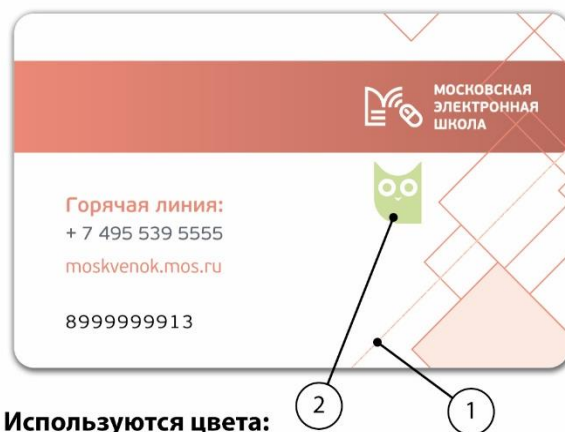 МОСКОВСКАЯ
ЭЛЕКТРОННАЯ
ШКОЛА
Горячая линия:
+ 7 495 539 5555
moskvenok.mos.ru
8999999913
2
1
Используются цвета: